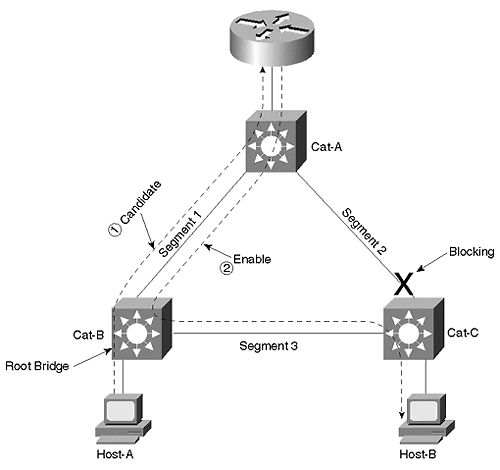 Cat-A
① Candidate
Segment 1
Segment 2
② Enable
Blocking
X
Cat-B
Cat-C
Segment 3
Root Bridge
Host-A
Host-B